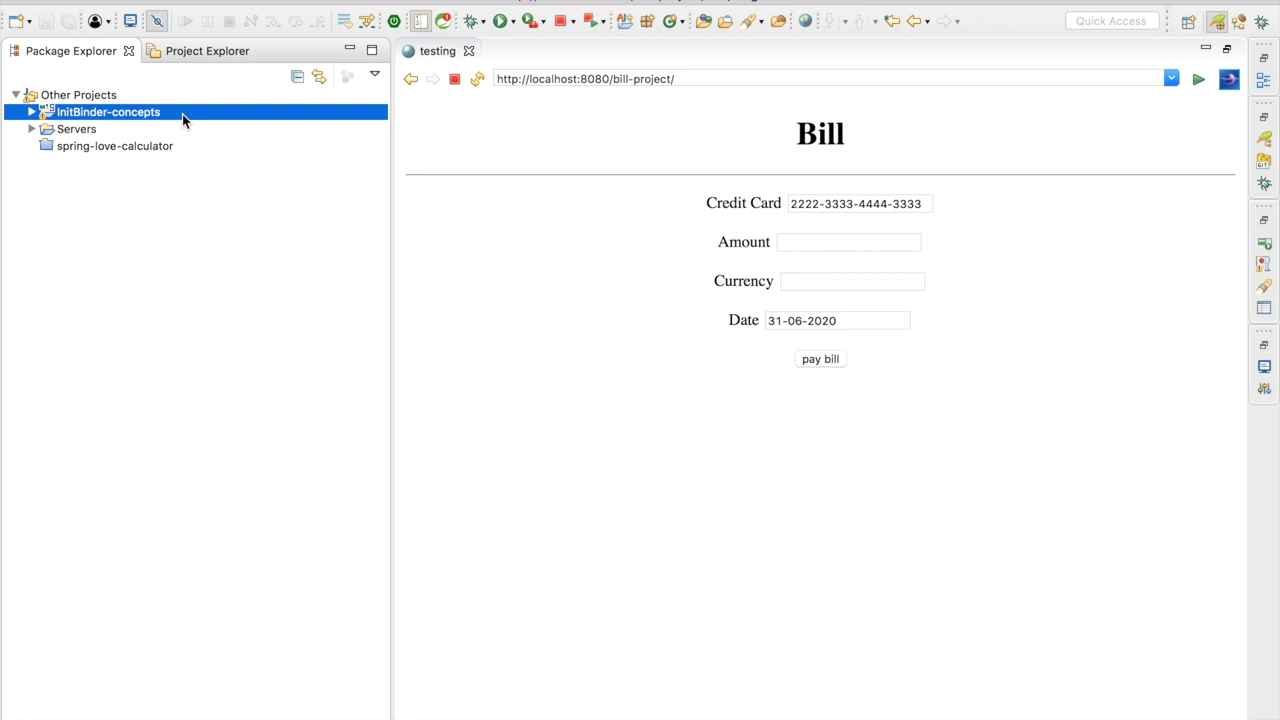 Quick Access
Package Explorer
Project Explorer
testing
http://localhost:8080/bill-project/
Other Projects
InitBinder-concepts
Servers
spring-love-calculator
Bill
Credit Card 2222-3333-4444-3333
Amount
Currency
Date 31-06-2020
pay bill